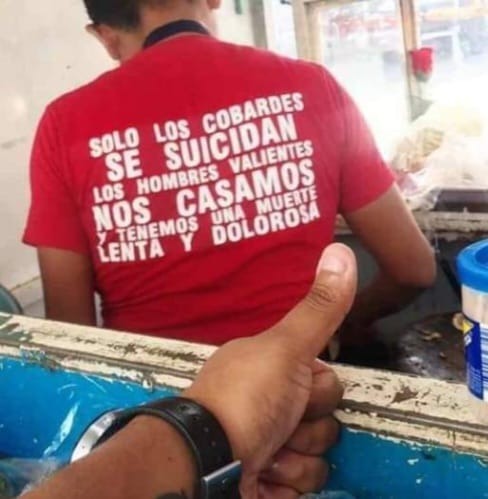 SOLO LOS COBARDES
SE SUICIDAN
LOS HOMBRES VALIENTES
NOS CASAMOS
Y TENEMOS UNA MUERTE
LENTA Y DOLOROSA